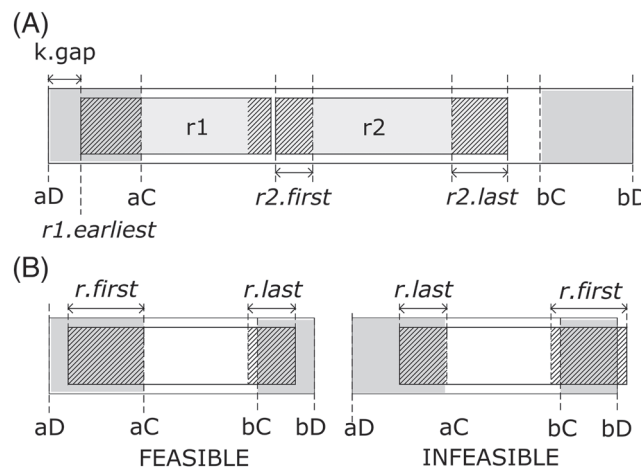 (A)
k.gap
r1 r2
aD aC r2.first r2.last bC bD
r1.earliest
(B)
r.first r.last r.last r.first
aD aC bC bD aD aC bC bD
FEASIBLE INFEASIBLE